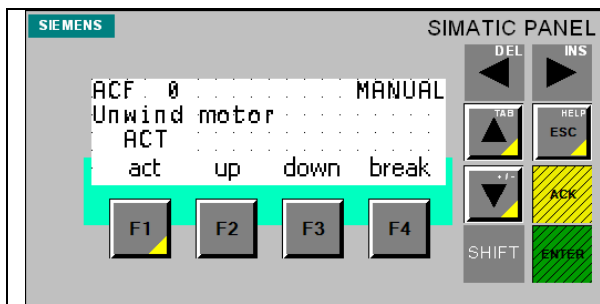 SIEMENS
SIMATIC PANEL
DEL INS
ACF 0 MANUAL
Unwind motor
ACT
act up down break
TAB HELP
ESC
+/-
ACK
F1 F2 F3 F4
SHIFT ENTER